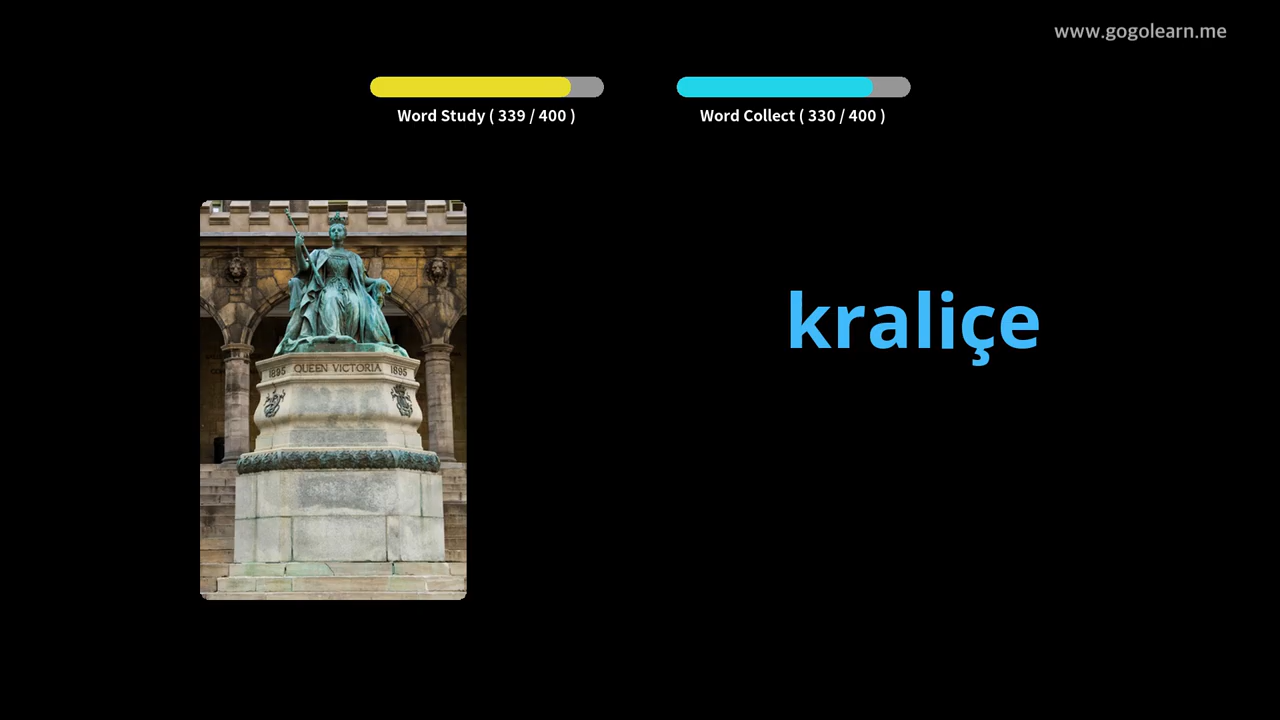 www.gogolearn.me
Word Study ( 339 / 400 )
Word Collect ( 330 / 400 )
1895 QUEEN VICTORIA 1895
kraliçe